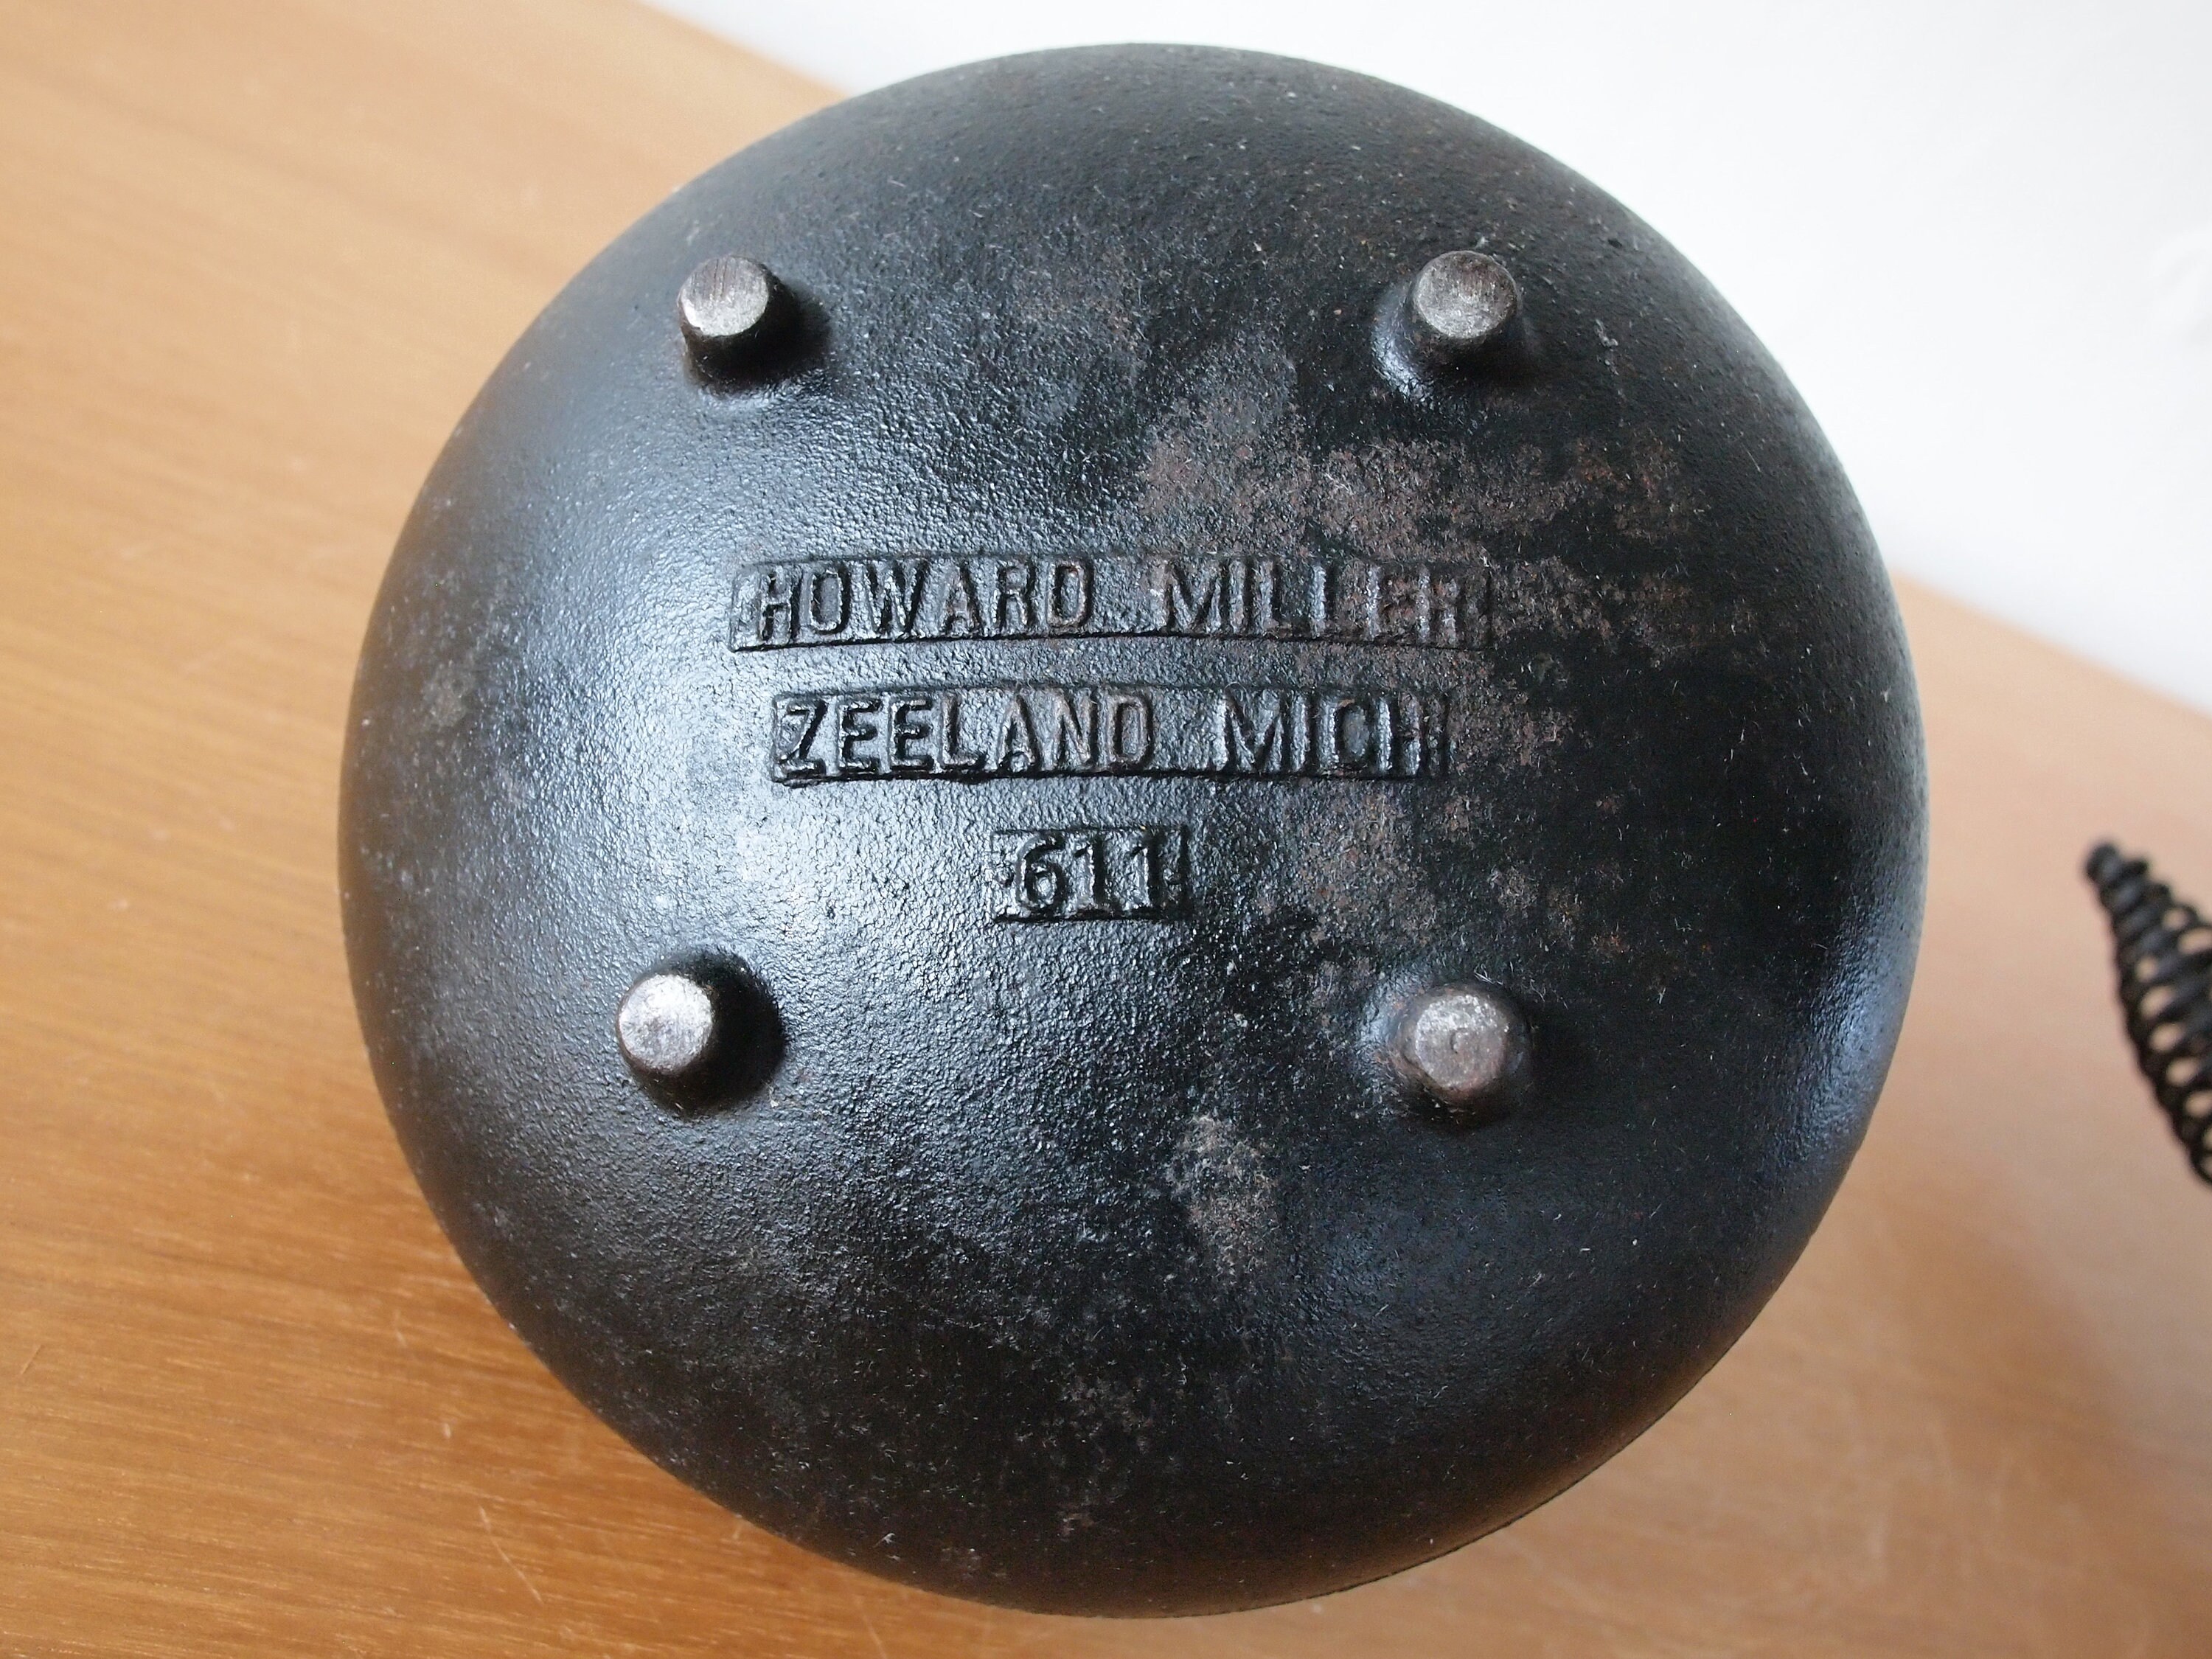 HOWARD MILLER
ZEELAND MICH
611